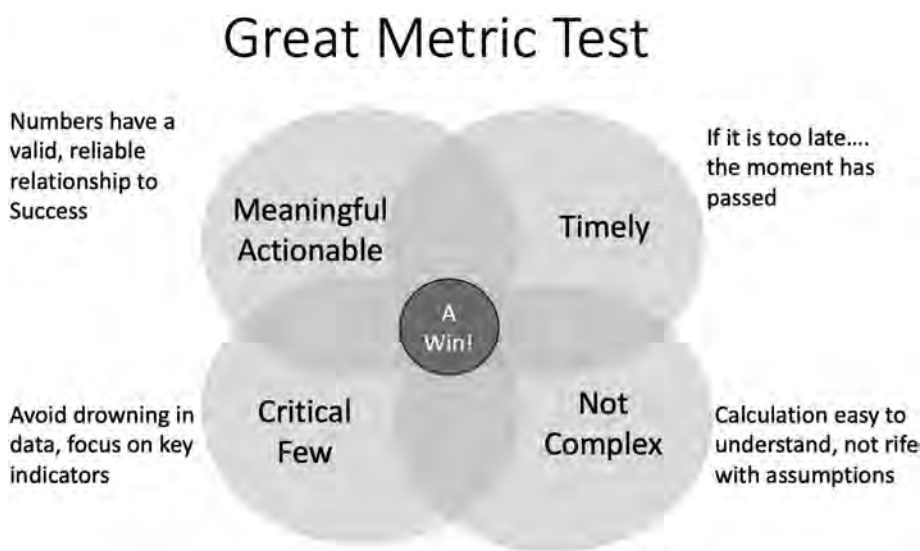 Great Metric Test
Numbers have a
valid, reliable
relationship to
Success
Meaningful
Actionable
Timely
If it is too late....
the moment has
passed
A
Win!
Avoid drowning in
data, focus on key
indicators
Critical
Few
Not
Complex
Calculation easy to
understand, not rife
with assumptions